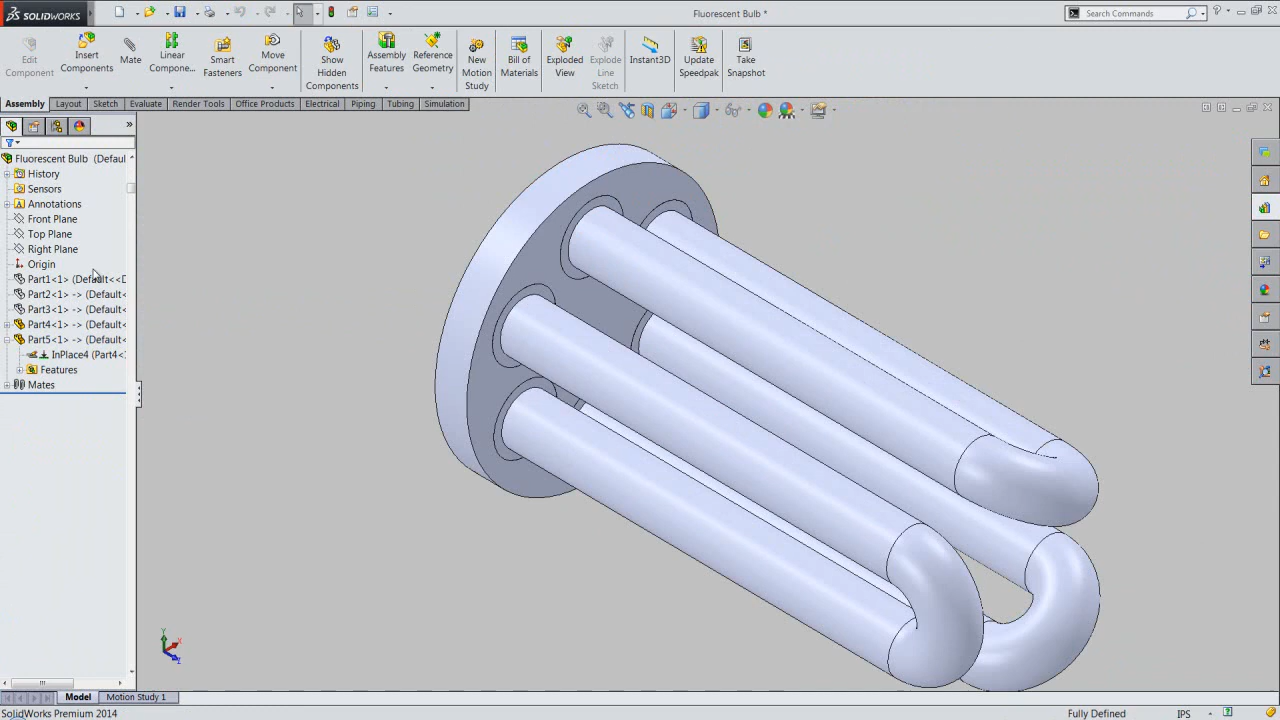 SOLIDWORKS
Fluorescent Bulb *
Search Commands
Edit Component
Insert Components
Mate
Linear Compone...
Smart Fasteners
Move Component
Show Hidden Components
Assembly Features
Reference Geometry
New Motion Study
Bill of Materials
Exploded View
Explode Line Sketch
Instant3D
Update Speedpak
Take Snapshot
Assembly Layout Sketch Evaluate Render Tools Office Products Electrical Piping Tubing Simulation
Fluorescent Bulb (Defaul
History
Sensors
Annotations
Front Plane
Top Plane
Right Plane
Origin
Part1<1> (Default<<D
Part2<1> -> (Default<
Part3<1> -> (Default<
Part4<1> -> (Default<
Part5<1> -> (Default<
InPlace4 (Part4<1
Features
Mates
Model Motion Study 1
SolidWorks Premium 2014
Fully Defined
IPS